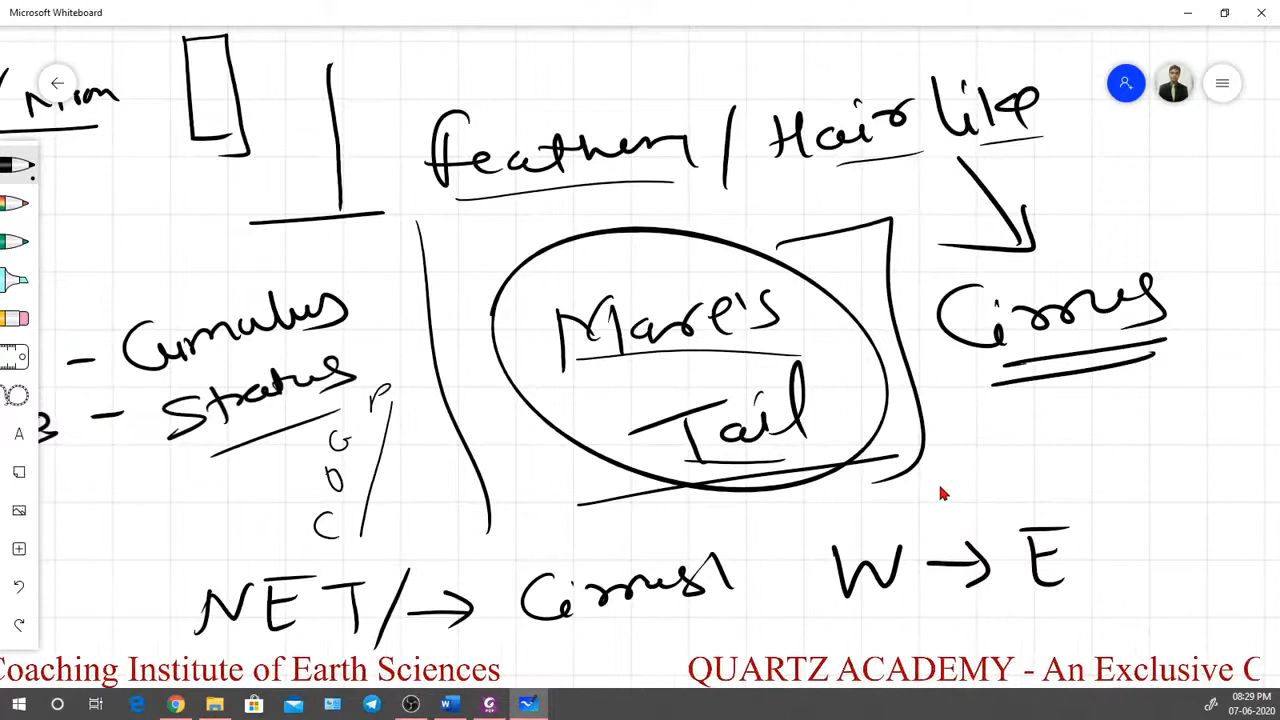 Microsoft Whiteboard
Feathery / Hair like
Cirrus
Mare's
Tail
- Cumulus
- Stratus
P
G
O
C
NET / → Cirrus
W → E
A
Coaching Institute of Earth Sciences
QUARTZ ACADEMY - An Exclusive C
08:29 PM
07-06-2020